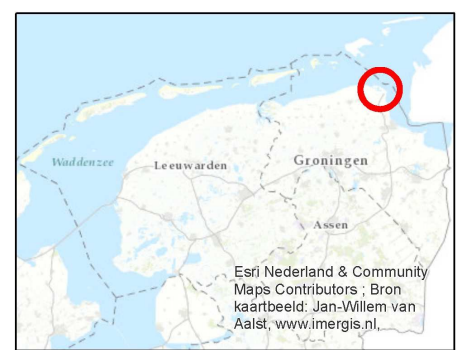 Groningen
Waddenzee
Leeuwarden
Assen
Esri Nederland & Community
Maps Contributors ; Bron
kaartbeeld: Jan-Willem van
Aalst, www.imergis.nl,